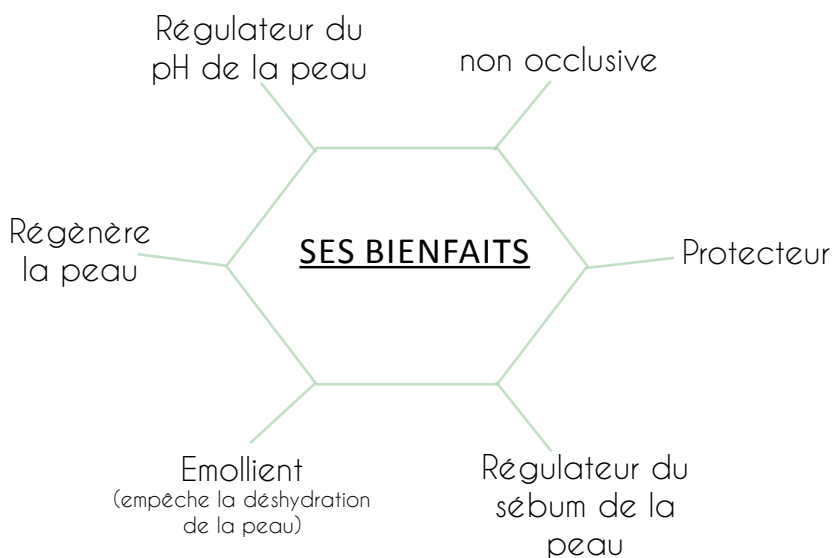 Régulateur du
pH de la peau
non occlusive
Régènère
la peau
SES BIENFAITS
Protecteur
Emollient
(empêche la déshydration
de la peau)
Régulateur du
sébum de la
peau